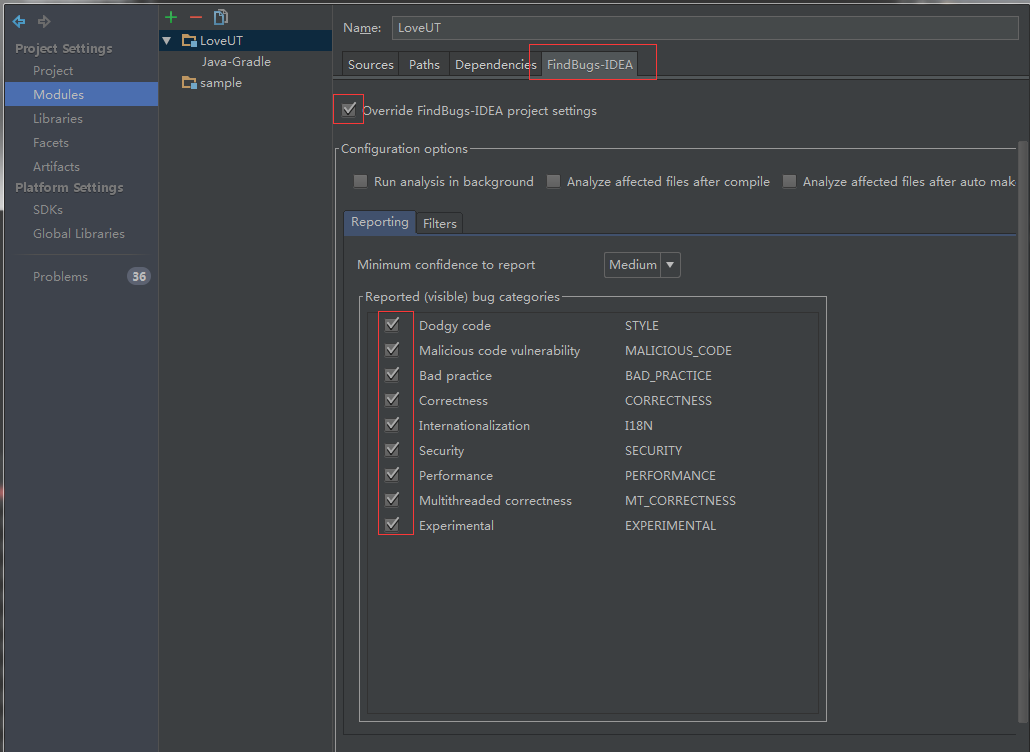 Project Settings
Project
Modules
Libraries
Facets
Artifacts
Platform Settings
SDKs
Global Libraries
Problems 36
LoveUT
Java-Gradle
sample
Name: LoveUT
Sources Paths Dependencies FindBugs-IDEA
Override FindBugs-IDEA project settings
Configuration options
Run analysis in background Analyze affected files after compile Analyze affected files after auto mak
Reporting Filters
Minimum confidence to report Medium
Reported (visible) bug categories
Dodgy code STYLE
Malicious code vulnerability MALICIOUS_CODE
Bad practice BAD_PRACTICE
Correctness CORRECTNESS
Internationalization I18N
Security SECURITY
Performance PERFORMANCE
Multithreaded correctness MT_CORRECTNESS
Experimental EXPERIMENTAL